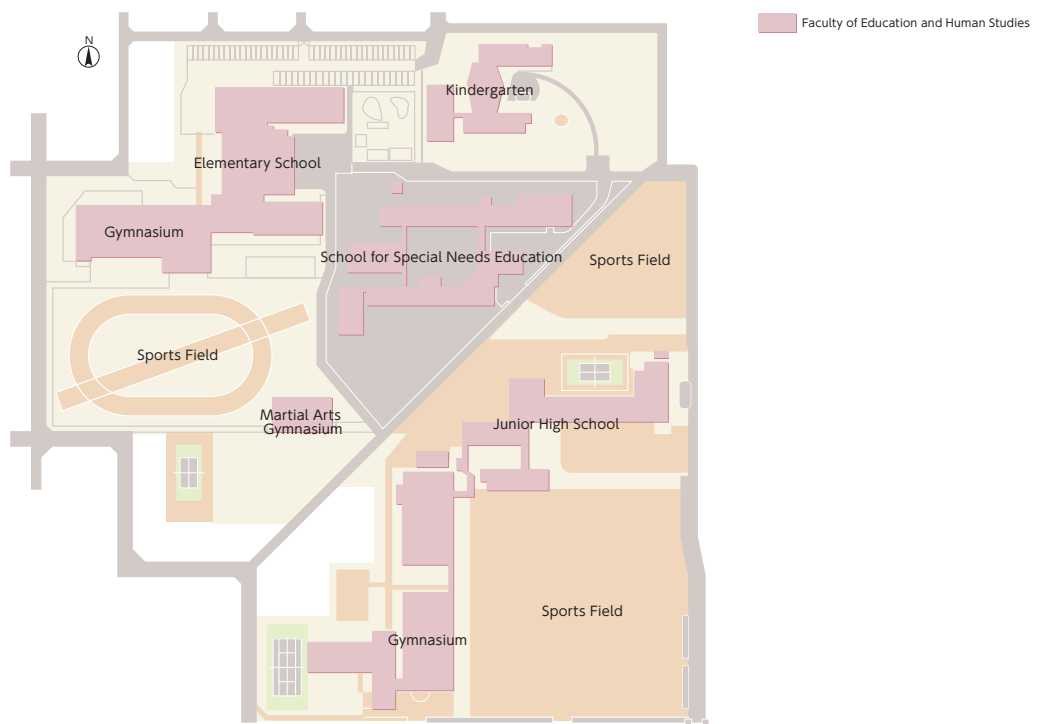 N
Faculty of Education and Human Studies
Kindergarten
Elementary School
Gymnasium
School for Special Needs Education
Sports Field
Sports Field
Martial Arts
Gymnasium
Junior High School
Sports Field
Gymnasium